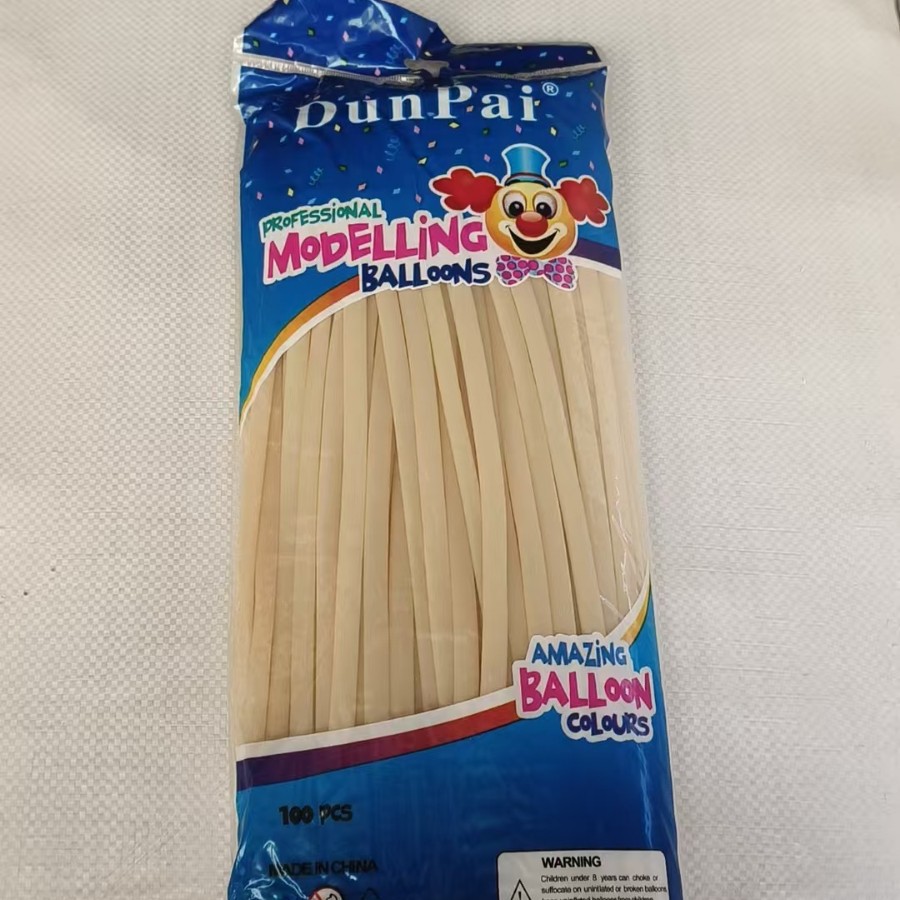 DunPai®
PROFESSIONAL
MODELLING
BALLOONS
AMAZING
BALLOON
COLOURS
100 PCS
MADE IN CHINA
WARNING
Children under 8 years can choke or
suffocate on uninflated or broken balloons